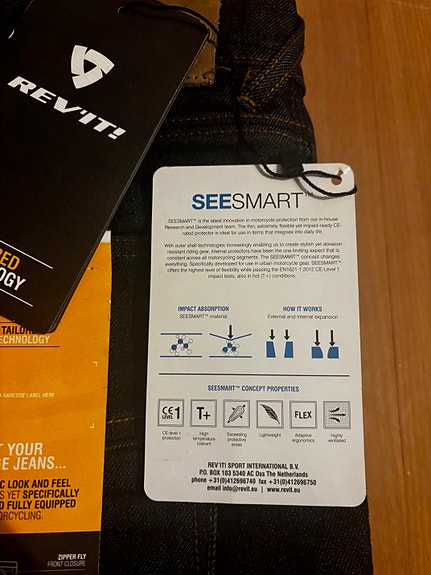 REV'IT!
RED
OGY
TAILOR
TECHNOLOGY
BARCODE LABEL HERE
T YOUR
E JEANS...
C LOOK AND FEEL
S YET SPECIFICALLY
D FULLY EQUIPPED
ORCYCLING.
ZIPPER FLY
FRONT CLOSURE
SEESMART™
SEESMART™ is the latest innovation in motorcycle protection from our in-house
Research and Development team. The thin, extremely flexible yet impact-ready CE-
rated protector is ideal for use in items that integrate into daily life.
With outer shell technologies increasingly enabling us to create stylish yet abrasion
resistant riding gear, internal protectors have been the one limiting aspect that is
constant across all motorcycling segments. The SEESMART™ concept changes
everything. Specifically developed for use in urban motorcycle gear, SEESMART™
offers the highest level of flexibility while passing the EN1621-1:2012 CE-Level 1
impact tests, also in hot (T+) conditions.
IMPACT ABSORPTION
SEESMART™ material
HOW IT WORKS
External and internal expansion
SEESMART™ CONCEPT PROPERTIES
CE 1
T+
FLEX
CE-level 1
protection
High
temperature
tolerant
Exceeding
protective
areas
Lightweight
Adaptive
ergonomics
Highly
ventilated
REV'IT! SPORT INTERNATIONAL B.V.
P.O. BOX 103 5340 AC Oss The Netherlands
phone +31(0)412696740 fax +31(0)412696750
email info@revit.eu | www.revit.eu